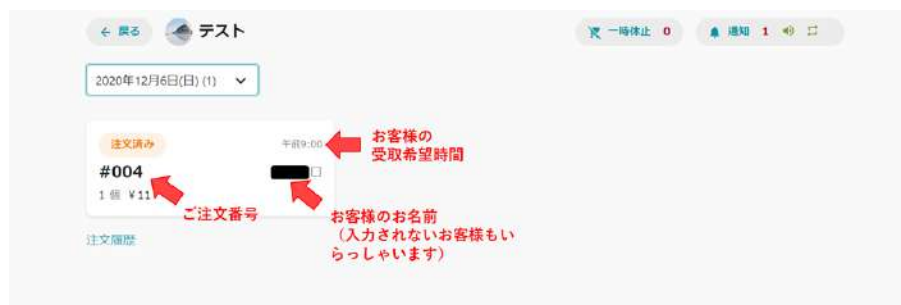 ← 戻る テスト 一時休止 0 通知 1
2020年12月6日(日) (1)
注文済み 午前9:00
お客様の
受取希望時間
#004
1 個 ¥11
ご注文番号
お客様のお名前
（入力されないお客様もい
らっしゃいます）
注文履歴